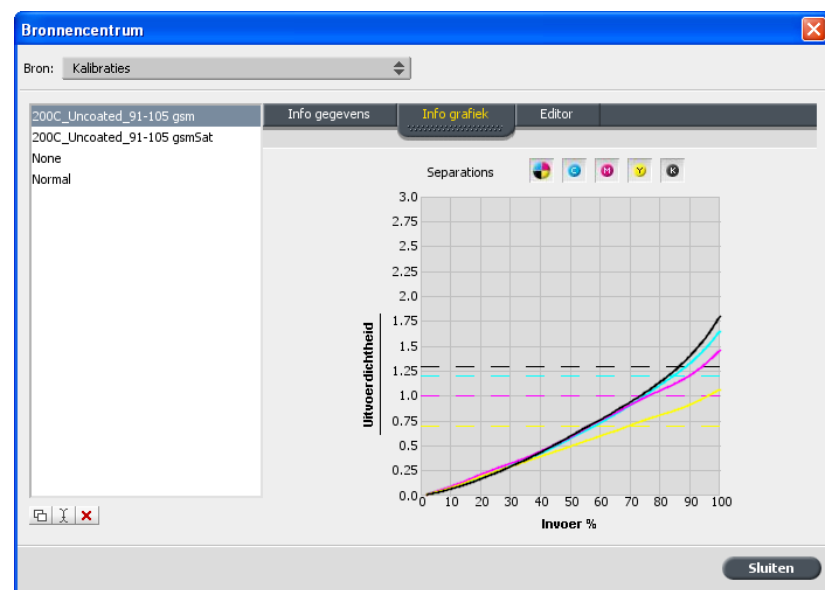 Bronnencentrum
Bron: Kalibraties
200C_Uncoated_91-105 gsm
200C_Uncoated_91-105 gsmSat
None
Normal
Info gegevens Info grafiek Editor
Separations C M Y K
3.0
2.75
2.5
2.25
2.0
1.75
1.5
1.25
1.0
0.75
0.5
0.25
0.0
Uitvoerdichtheid
0 10 20 30 40 50 60 70 80 90 100
Invoer %
Sluiten